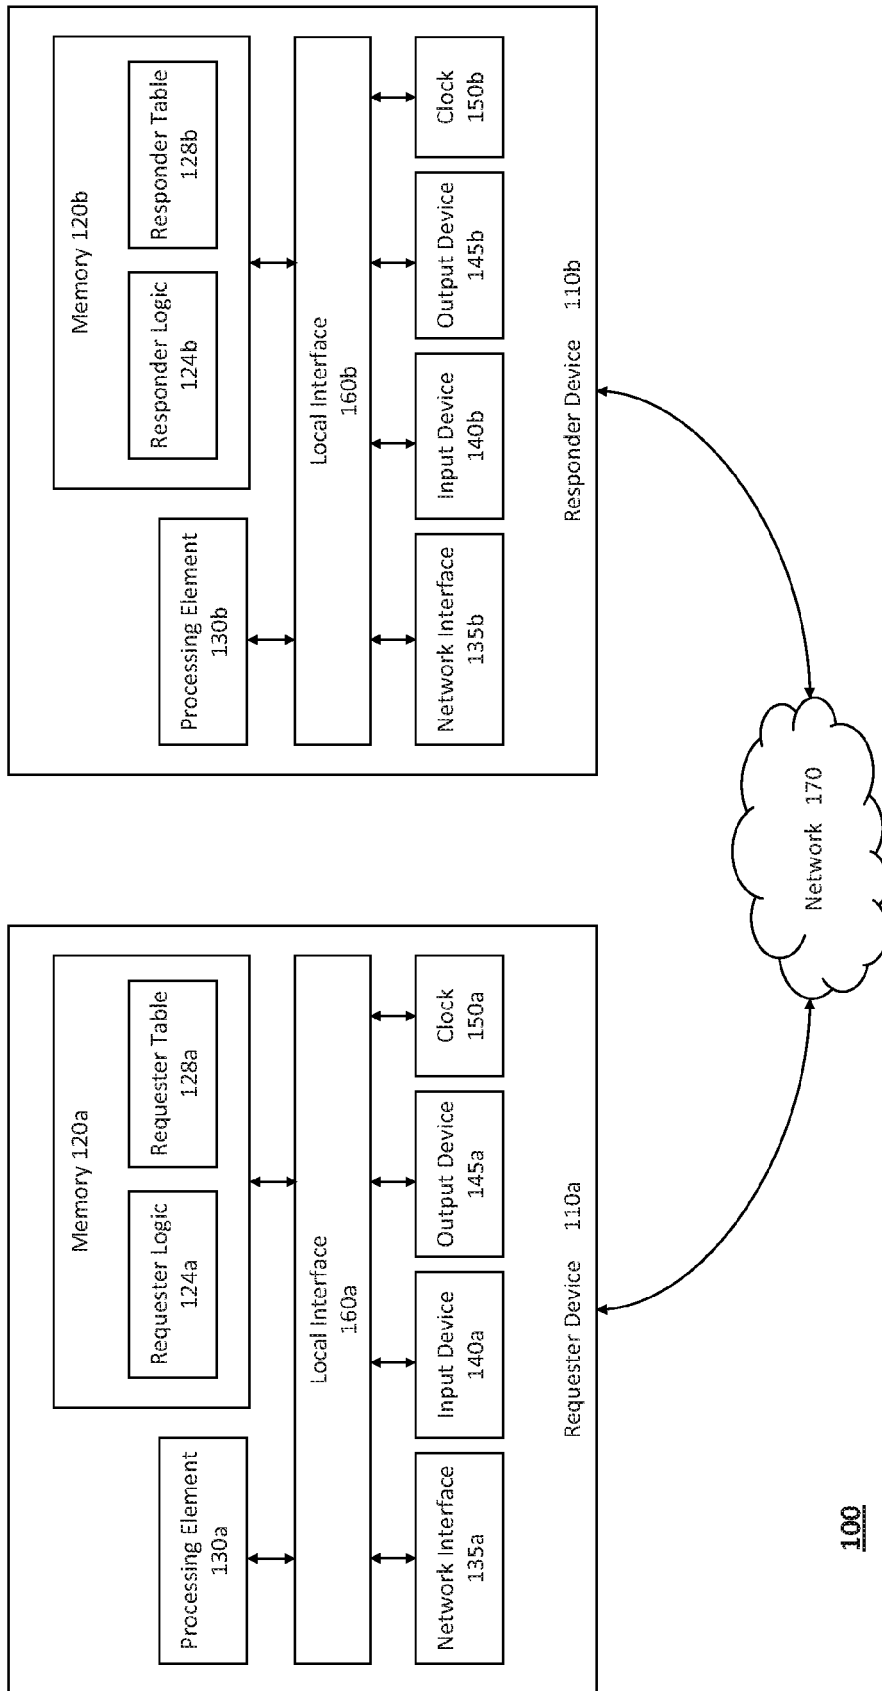 Memory 120a
Requester Logic
124a
Requester Table
128a
Processing Element
130a
Local Interface
160a
Network Interface
135a
Input Device
140a
Output Device
145a
Clock
150a
Requester Device 110a
Memory 120b
Responder Logic
124b
Responder Table
128b
Processing Element
130b
Local Interface
160b
Network Interface
135b
Input Device
140b
Output Device
145b
Clock
150b
Responder Device 110b
Network 170
100